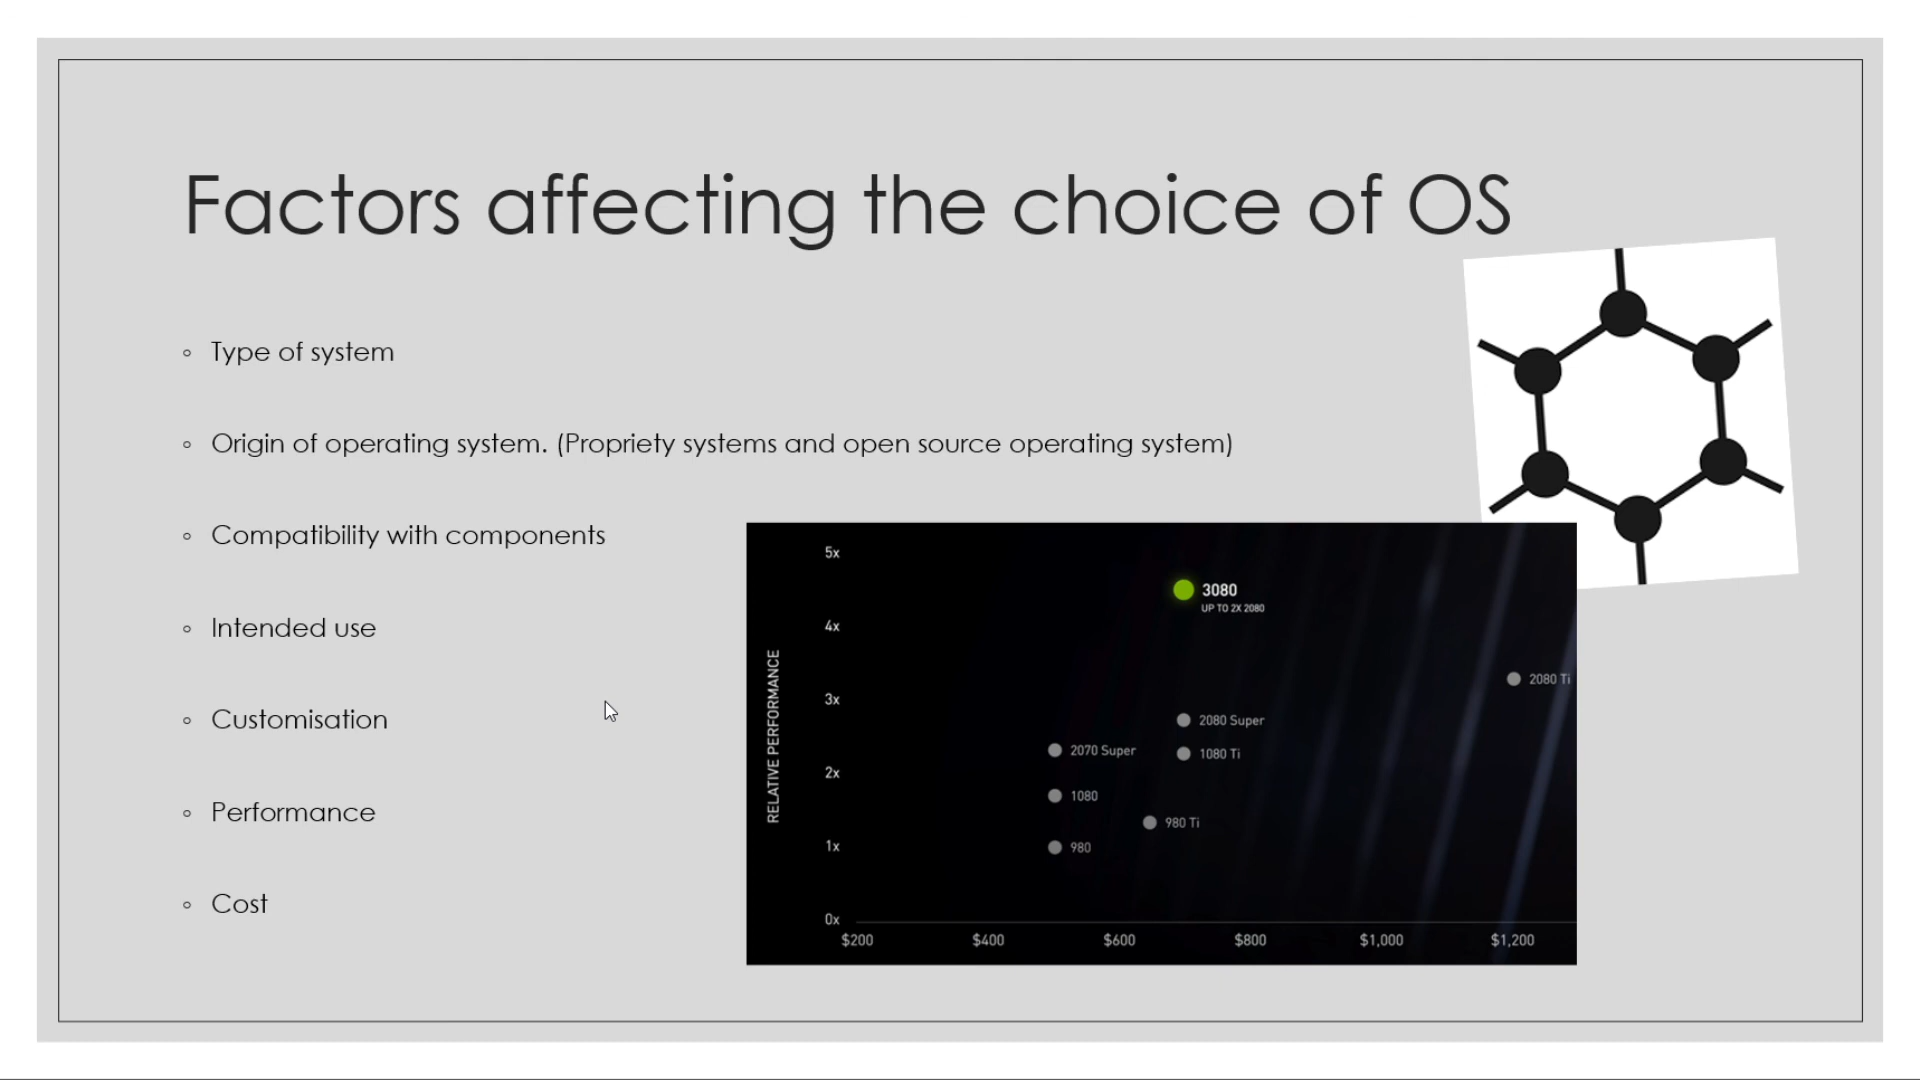 Factors affecting the choice of OS
Type of system
Origin of operating system. (Propriety systems and open source operating system)
Compatibility with components
Intended use
Customisation
Performance
Cost
RELATIVE PERFORMANCE
5x
4x
3x
2x
1x
0x
3080
UP TO 2X 2080
2080 Ti
2080 Super
2070 Super
1080 Ti
1080
980 Ti
980
$200
$400
$600
$800
$1,000
$1,200